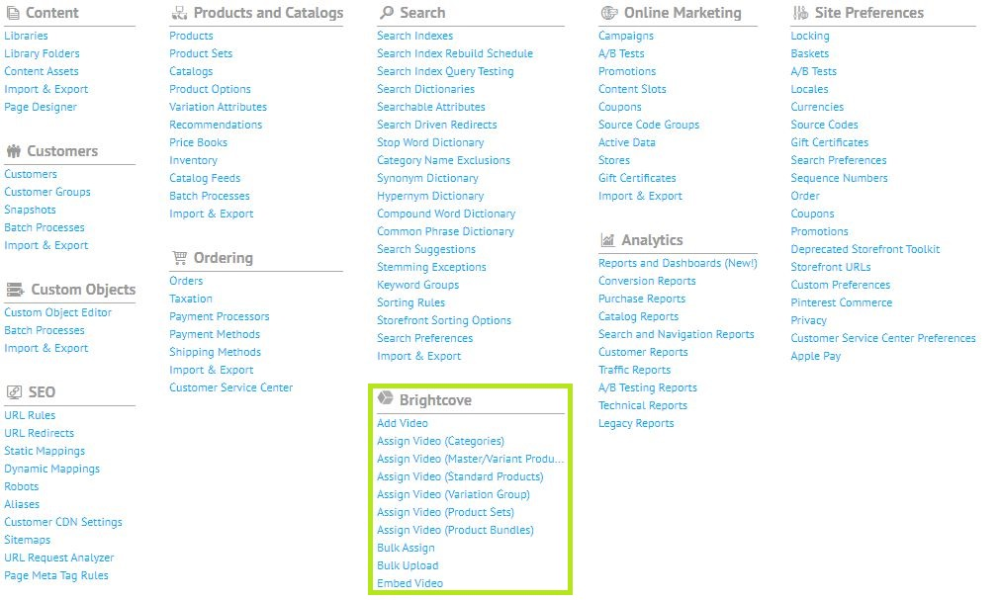 Content
Libraries
Library Folders
Content Assets
Import & Export
Page Designer
Customers
Customers
Customer Groups
Snapshots
Batch Processes
Import & Export
Custom Objects
Custom Object Editor
Batch Processes
Import & Export
SEO
URL Rules
URL Redirects
Static Mappings
Dynamic Mappings
Robots
Aliases
Customer CDN Settings
Sitemaps
URL Request Analyzer
Page Meta Tag Rules
Products and Catalogs
Products
Product Sets
Catalogs
Product Options
Variation Attributes
Recommendations
Price Books
Inventory
Catalog Feeds
Batch Processes
Import & Export
Ordering
Orders
Taxation
Payment Processors
Payment Methods
Shipping Methods
Import & Export
Customer Service Center
Search
Search Indexes
Search Index Rebuild Schedule
Search Index Query Testing
Search Dictionaries
Searchable Attributes
Search Driven Redirects
Stop Word Dictionary
Category Name Exclusions
Synonym Dictionary
Hypernym Dictionary
Compound Word Dictionary
Common Phrase Dictionary
Search Suggestions
Stemming Exceptions
Keyword Groups
Sorting Rules
Storefront Sorting Options
Search Preferences
Import & Export
Brightcove
Add Video
Assign Video (Categories)
Assign Video (Master/Variant Produ...
Assign Video (Standard Products)
Assign Video (Variation Group)
Assign Video (Product Sets)
Assign Video (Product Bundles)
Bulk Assign
Bulk Upload
Embed Video
Online Marketing
Campaigns
A/B Tests
Promotions
Content Slots
Coupons
Source Code Groups
Active Data
Stores
Gift Certificates
Import & Export
Analytics
Reports and Dashboards (New!)
Conversion Reports
Purchase Reports
Catalog Reports
Search and Navigation Reports
Customer Reports
Traffic Reports
A/B Testing Reports
Technical Reports
Legacy Reports
Site Preferences
Locking
Baskets
A/B Tests
Locales
Currencies
Source Codes
Gift Certificates
Search Preferences
Sequence Numbers
Order
Coupons
Promotions
Deprecated Storefront Toolkit
Storefront URLs
Custom Preferences
Pinterest Commerce
Privacy
Customer Service Center Preferences
Apple Pay